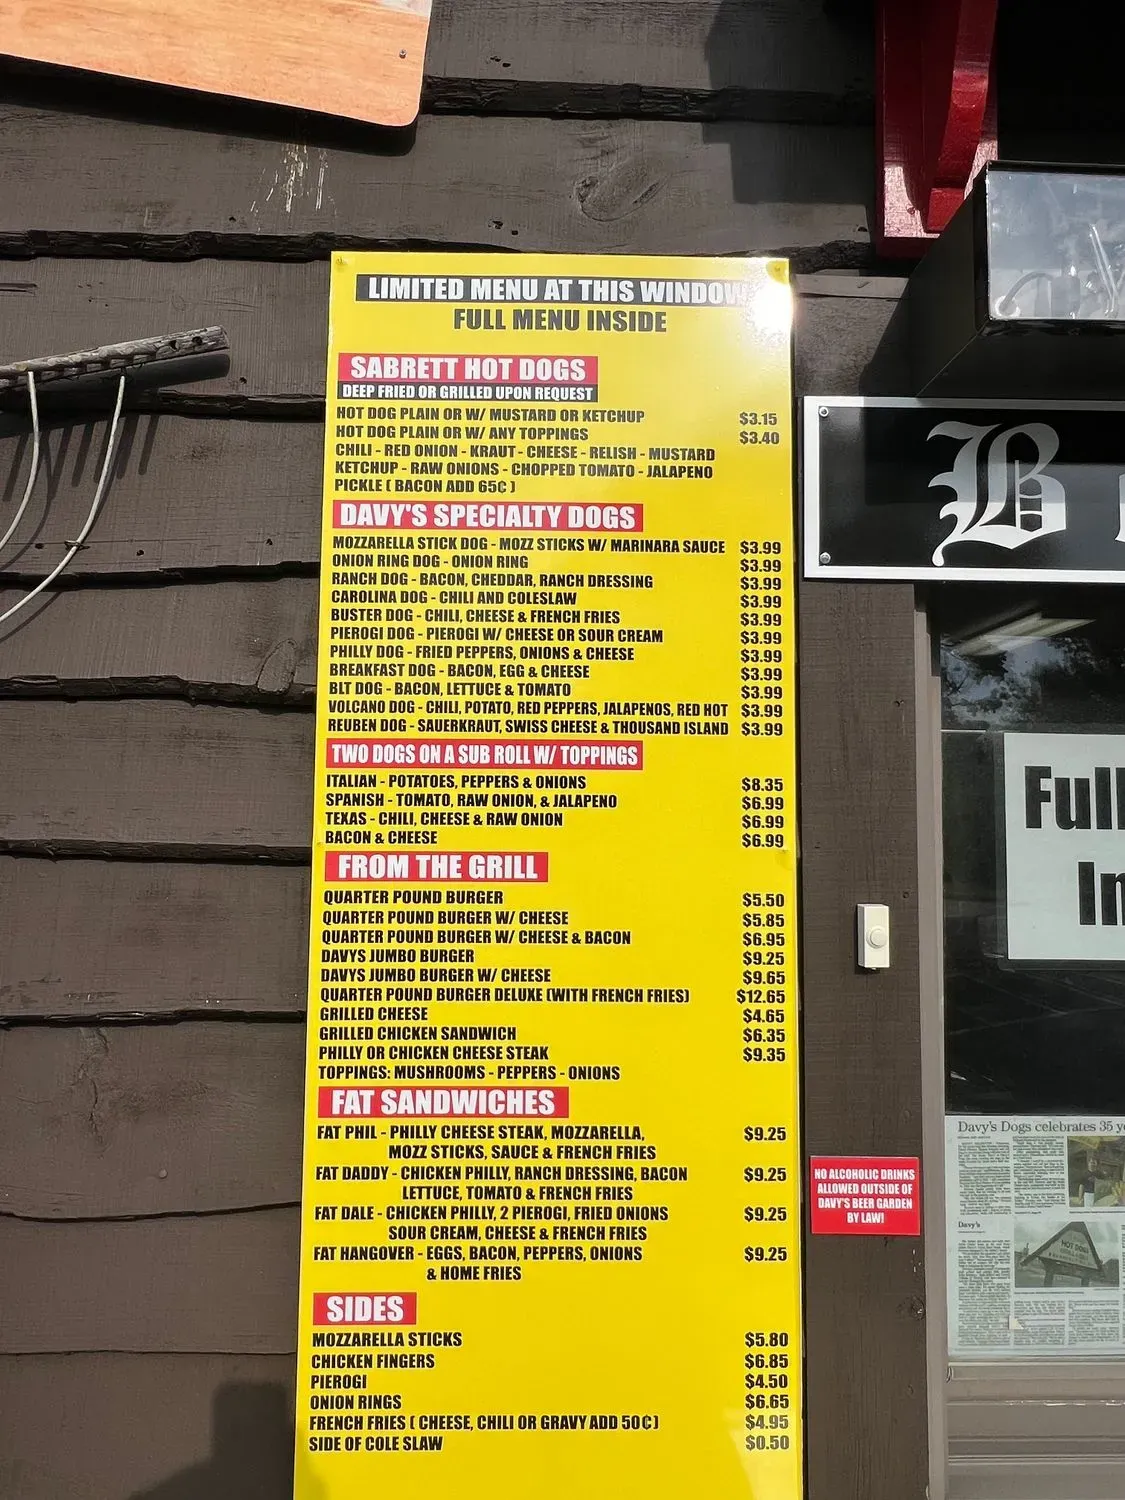 LIMITED MENU AT THIS WINDOW
FULL MENU INSIDE
SABRETT HOT DOGS
DEEP FRIED OR GRILLED UPON REQUEST
HOT DOG PLAIN OR W/ MUSTARD OR KETCHUP $3.15
HOT DOG PLAIN OR W/ ANY TOPPINGS $3.40
CHILI - RED ONION - KRAUT - CHEESE - RELISH - MUSTARD
KETCHUP - RAW ONIONS - CHOPPED TOMATO - JALAPENO
PICKLE ( BACON ADD 65¢ )
DAVY'S SPECIALTY DOGS
MOZZARELLA STICK DOG - MOZZ STICKS W/ MARINARA SAUCE $3.99
ONION RING DOG - ONION RING $3.99
RANCH DOG - BACON, CHEDDAR, RANCH DRESSING $3.99
CAROLINA DOG - CHILI AND COLESLAW $3.99
BUSTER DOG - CHILI, CHEESE & FRENCH FRIES $3.99
PIEROGI DOG - PIEROGI W/ CHEESE OR SOUR CREAM $3.99
PHILLY DOG - FRIED PEPPERS, ONIONS & CHEESE $3.99
BREAKFAST DOG - BACON, EGG & CHEESE $3.99
BLT DOG - BACON, LETTUCE & TOMATO $3.99
VOLCANO DOG - CHILI, POTATO, RED PEPPERS, JALAPENOS, RED HOT $3.99
REUBEN DOG - SAUERKRAUT, SWISS CHEESE & THOUSAND ISLAND $3.99
TWO DOGS ON A SUB ROLL W/ TOPPINGS
ITALIAN - POTATOES, PEPPERS & ONIONS $8.35
SPANISH - TOMATO, RAW ONION, & JALAPENO $6.99
TEXAS - CHILI, CHEESE & RAW ONION $6.99
BACON & CHEESE $6.99
FROM THE GRILL
QUARTER POUND BURGER $5.50
QUARTER POUND BURGER W/ CHEESE $5.85
QUARTER POUND BURGER W/ CHEESE & BACON $6.95
DAVYS JUMBO BURGER $9.25
DAVYS JUMBO BURGER W/ CHEESE $9.65
QUARTER POUND BURGER DELUXE (WITH FRENCH FRIES) $12.65
GRILLED CHEESE $4.65
GRILLED CHICKEN SANDWICH $6.35
PHILLY OR CHICKEN CHEESE STEAK $9.35
TOPPINGS: MUSHROOMS - PEPPERS - ONIONS
FAT SANDWICHES
FAT PHIL - PHILLY CHEESE STEAK, MOZZARELLA, $9.25
MOZZ STICKS, SAUCE & FRENCH FRIES
FAT DADDY - CHICKEN PHILLY, RANCH DRESSING, BACON $9.25
LETTUCE, TOMATO & FRENCH FRIES
FAT DALE - CHICKEN PHILLY, 2 PIEROGI, FRIED ONIONS $9.25
SOUR CREAM, CHEESE & FRENCH FRIES
FAT HANGOVER - EGGS, BACON, PEPPERS, ONIONS $9.25
& HOME FRIES
SIDES
MOZZARELLA STICKS $5.80
CHICKEN FINGERS $6.85
PIEROGI $4.50
ONION RINGS $6.65
FRENCH FRIES ( CHEESE, CHILI OR GRAVY ADD 50¢) $4.95
SIDE OF COLE SLAW $0.50
B
Full
In
NO ALCOHOLIC DRINKS
ALLOWED OUTSIDE OF
DAVY'S BEER GARDEN
BY LAW!
Davy's Dogs celebrates 35 y
Davy's
HOT DOGS